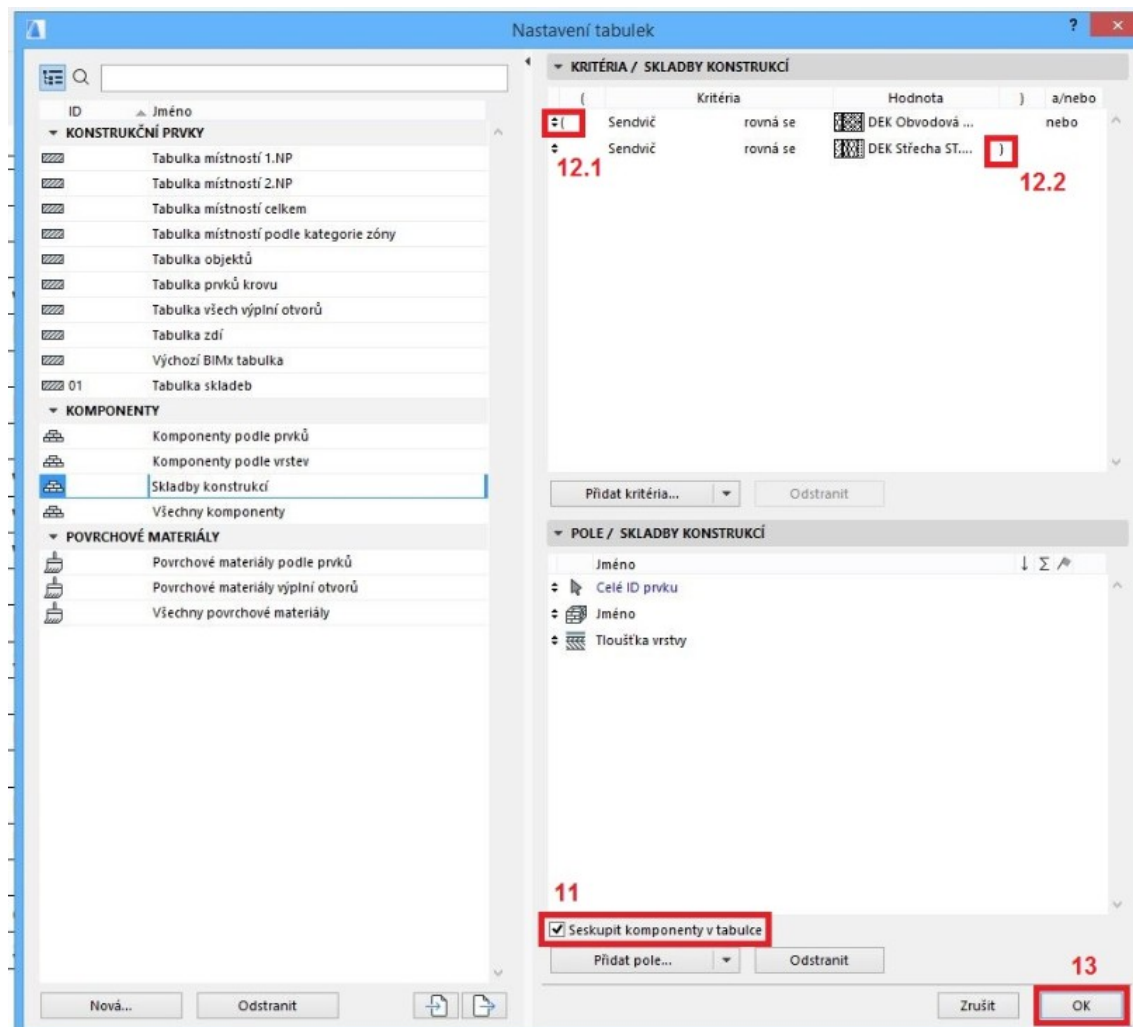 Nastavení tabulek
?
ID Jméno
KONSTRUKČNÍ PRVKY
Tabulka místností 1.NP
Tabulka místností 2.NP
Tabulka místností celkem
Tabulka místností podle kategorie zóny
Tabulka objektů
Tabulka prvků krovu
Tabulka všech výplní otvorů
Tabulka zdí
Výchozí BIMx tabulka
01 Tabulka skladeb
KOMPONENTY
Komponenty podle prvků
Komponenty podle vrstev
Skladby konstrukcí
Všechny komponenty
POVRCHOVÉ MATERIÁLY
Povrchové materiály podle prvků
Povrchové materiály výplní otvorů
Všechny povrchové materiály
Nová... Odstranit
KRITÉRIA / SKLADBY KONSTRUKCÍ
( Kritéria Hodnota ) a/nebo
( Sendvič rovná se DEK Obvodová ... nebo
Sendvič rovná se DEK Střecha ST.... )
12.1
12.2
Přidat kritéria... Odstranit
POLE / SKLADBY KONSTRUKCÍ
Jméno ↓ Σ
Celé ID prvku
Jméno
Tloušťka vrstvy
11
Seskupit komponenty v tabulce
Přidat pole... Odstranit
13
Zrušit OK